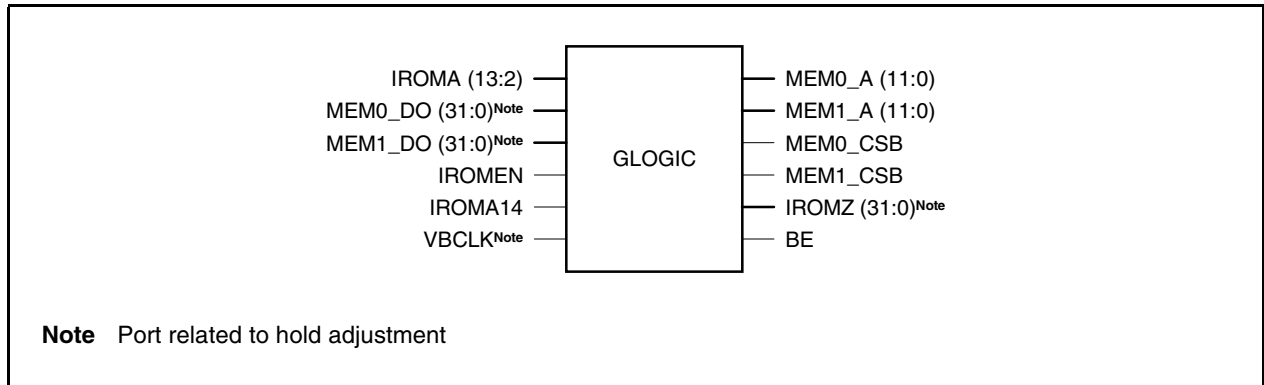 IROMA (13:2)
MEM0_DO (31:0)Note
MEM1_DO (31:0)Note
IROMEN
IROMA14
VBCLKNote
GLOGIC
MEM0_A (11:0)
MEM1_A (11:0)
MEM0_CSB
MEM1_CSB
IROMZ (31:0)Note
BE
Note Port related to hold adjustment